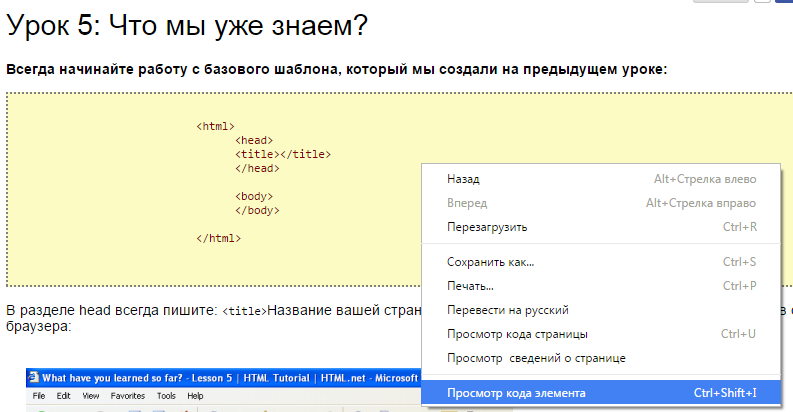 Урок 5: Что мы уже знаем?
Всегда начинайте работу с базового шаблона, который мы создали на предыдущем уроке:
<html>
<head>
<title></title>
</head>
<body>
</body>
</html>
Назад Alt+Стрелка влево
Вперед Alt+Стрелка вправо
Перезагрузить Ctrl+R
Сохранить как... Ctrl+S
Печать... Ctrl+P
Перевести на русский
Просмотр кода страницы Ctrl+U
Просмотр сведений о странице
Просмотр кода элемента Ctrl+Shift+I
В разделе head всегда пишите: <title>Название вашей стран
браузера:
What have you learned so far? - Lesson 5 | HTML Tutorial | HTML.net - Microsoft
File Edit View Favorites Tools Help